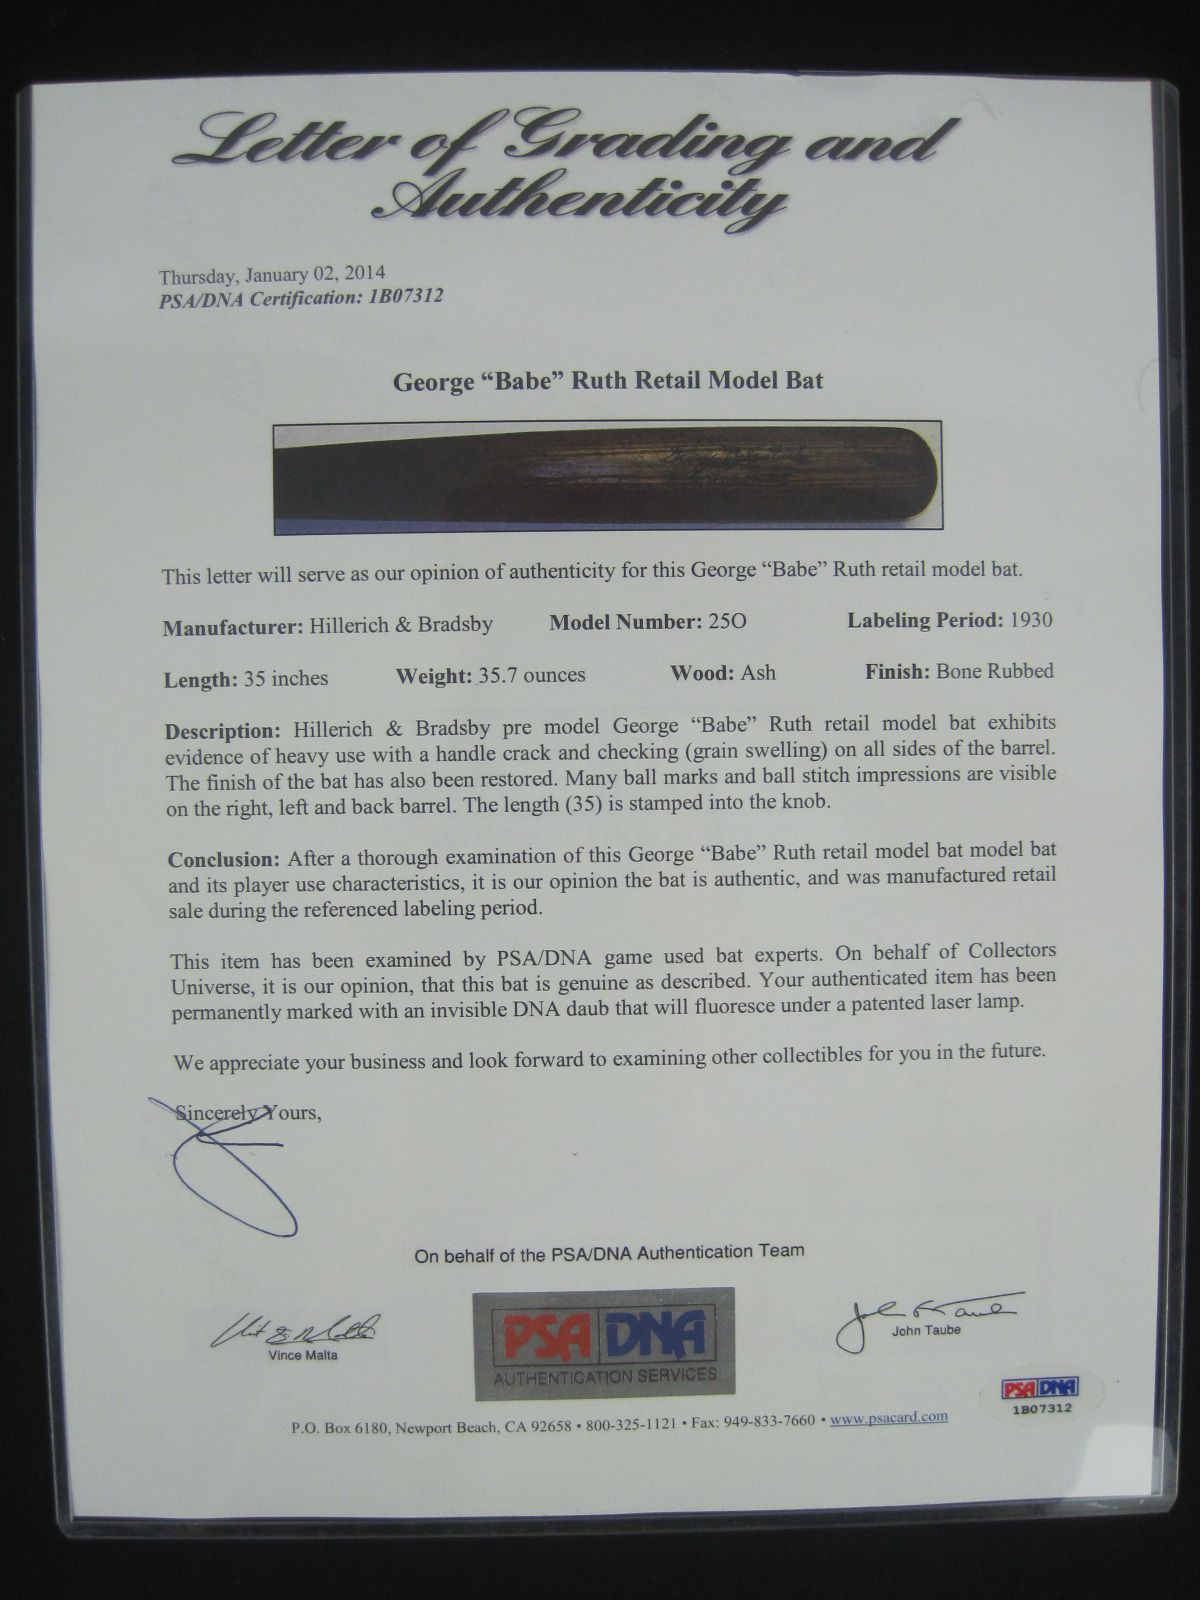 Letter of Grading and
Authenticity
Thursday, January 02, 2014
PSA/DNA Certification: 1B07312
George “Babe” Ruth Retail Model Bat
This letter will serve as our opinion of authenticity for this George “Babe” Ruth retail model bat.
Manufacturer: Hillerich & Bradsby Model Number: 25O Labeling Period: 1930
Length: 35 inches Weight: 35.7 ounces Wood: Ash Finish: Bone Rubbed
Description: Hillerich & Bradsby pre model George “Babe” Ruth retail model bat exhibits
evidence of heavy use with a handle crack and checking (grain swelling) on all sides of the barrel.
The finish of the bat has also been restored. Many ball marks and ball stitch impressions are visible
on the right, left and back barrel. The length (35) is stamped into the knob.
Conclusion: After a thorough examination of this George “Babe” Ruth retail model bat model bat
and its player use characteristics, it is our opinion the bat is authentic, and was manufactured retail
sale during the referenced labeling period.
This item has been examined by PSA/DNA game used bat experts. On behalf of Collectors
Universe, it is our opinion, that this bat is genuine as described. Your authenticated item has been
permanently marked with an invisible DNA daub that will fluoresce under a patented laser lamp.
We appreciate your business and look forward to examining other collectibles for you in the future.
Sincerely Yours,
On behalf of the PSA/DNA Authentication Team
Vince Malta
PSA DNA
AUTHENTICATION SERVICES
John Taube
PSA DNA
1B07312
P.O. Box 6180, Newport Beach, CA 92658 • 800-325-1121 • Fax: 949-833-7660 • www.psacard.com